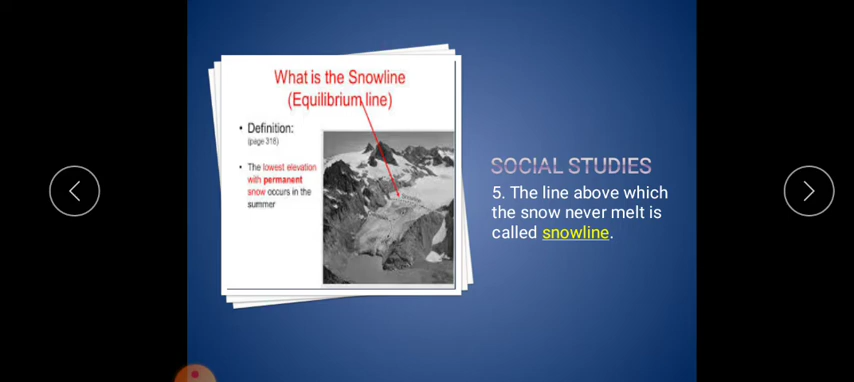 What is the Snowline
(Equilibrium line)
• Definition:
(page 318)
• The lowest elevation
with permanent
snow occurs in the
summer
SOCIAL STUDIES
5. The line above which
the snow never melt is
called snowline.